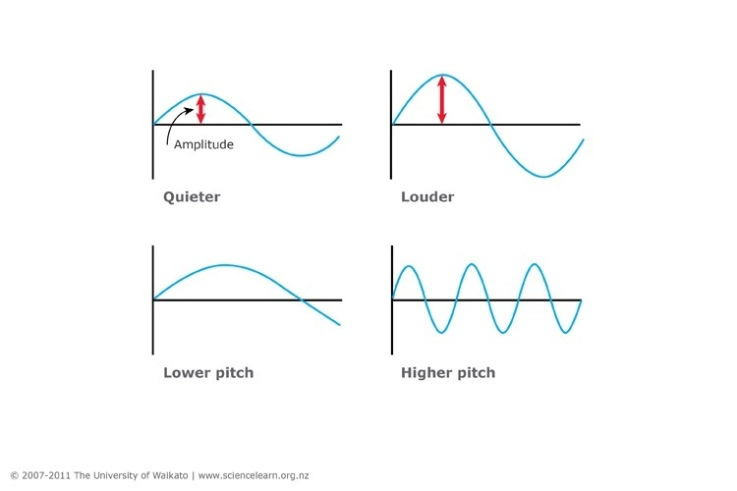 Amplitude
Quieter
Louder
Lower pitch
Higher pitch
© 2007-2011 The University of Waikato | www.sciencelearn.org.nz